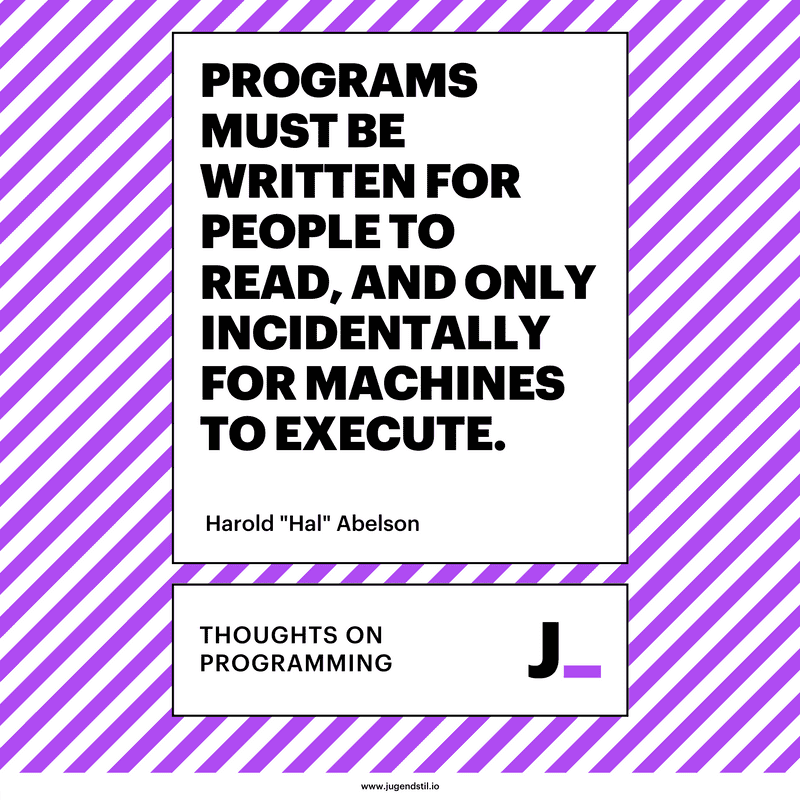 PROGRAMS
MUST BE
WRITTEN FOR
PEOPLE TO
READ, AND ONLY
INCIDENTALLY
FOR MACHINES
TO EXECUTE.
Harold "Hal" Abelson
THOUGHTS ON
PROGRAMMING
J_
www.jugendstil.io